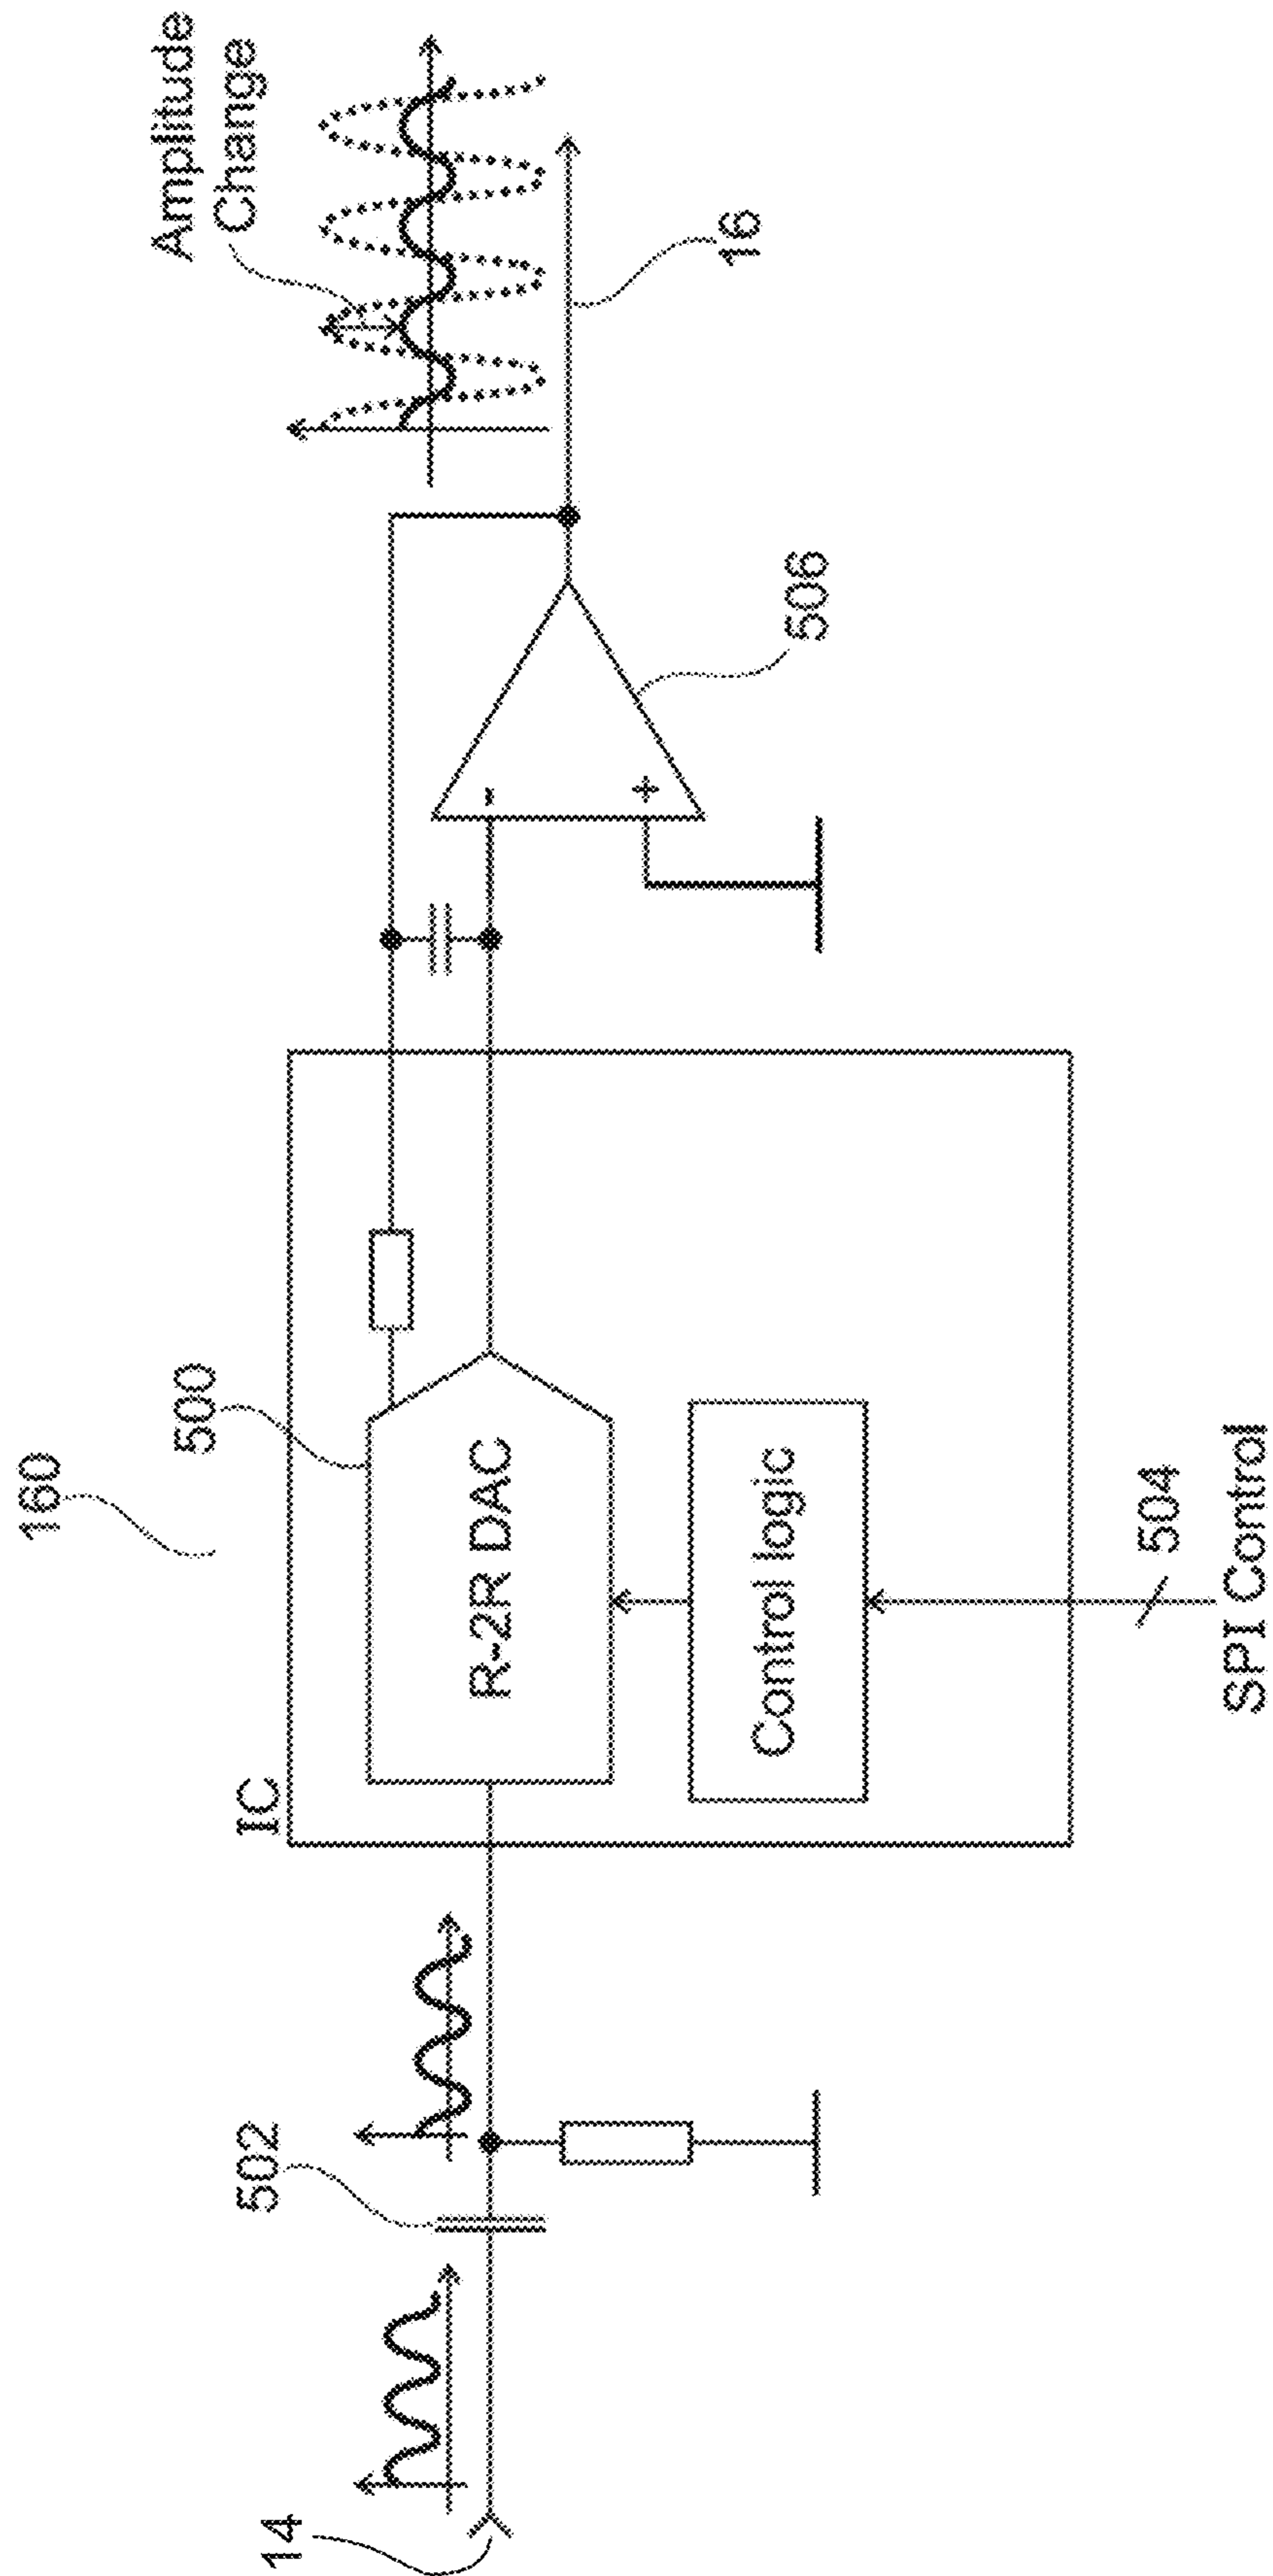 160
Amplitude
Change
500
IC
502
14
R-2R DAC
-
+
16
506
Control logic
504
SPI Control